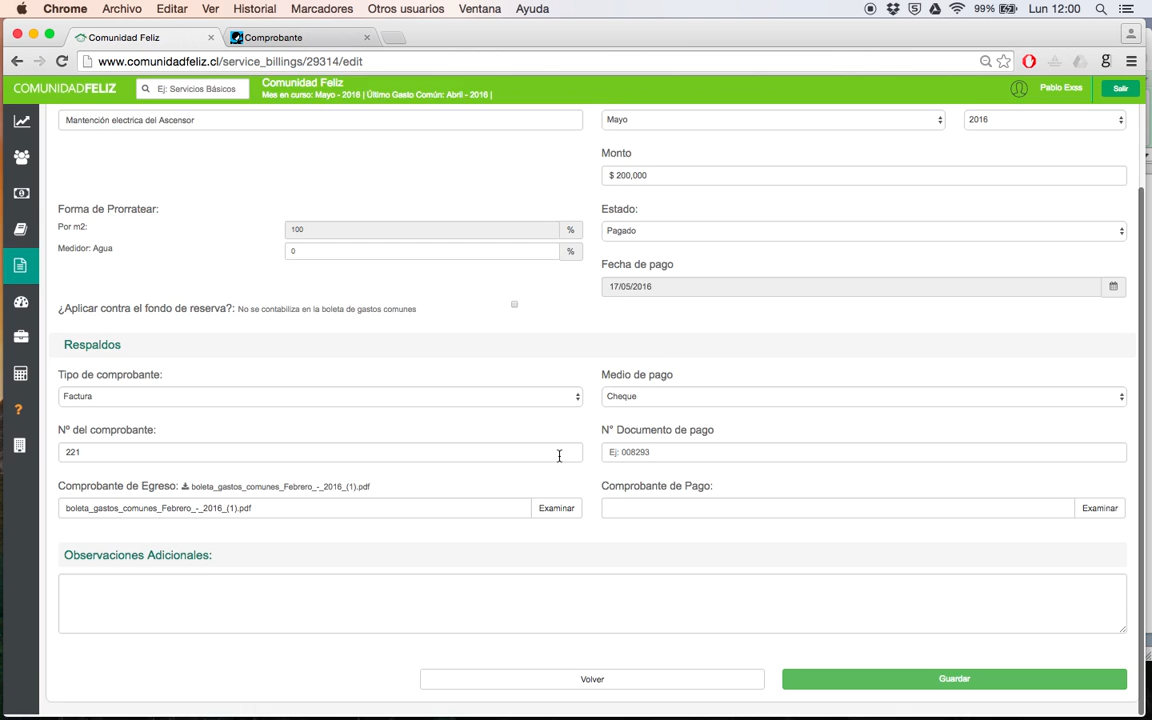 Chrome Archivo Editar Ver Historial Marcadores Otros usuarios Ventana Ayuda 99% Lun 12:00
Comunidad Feliz Comprobante
www.comunidadfeliz.cl/service_billings/29314/edit
COMUNIDADFELIZ Ej: Servicios Básicos Comunidad Feliz Pablo Exss Salir
Mes en curso: Mayo - 2016 | Último Gasto Común: Abril - 2016 |
Mantención electrica del Ascensor Mayo 2016
Monto
$ 200,000
Forma de Prorratear: Estado:
Por m2: 100 % Pagado
Medidor: Agua 0 %
Fecha de pago
17/05/2016
¿Aplicar contra el fondo de reserva?: No se contabiliza en la boleta de gastos comunes
Respaldos
Tipo de comprobante: Medio de pago
Factura Cheque
Nº del comprobante: N° Documento de pago
221 Ej: 008293
Comprobante de Egreso: boleta_gastos_comunes_Febrero_-_2016_(1).pdf Comprobante de Pago:
boleta_gastos_comunes_Febrero_-_2016_(1).pdf Examinar Examinar
Observaciones Adicionales:
Volver Guardar
?